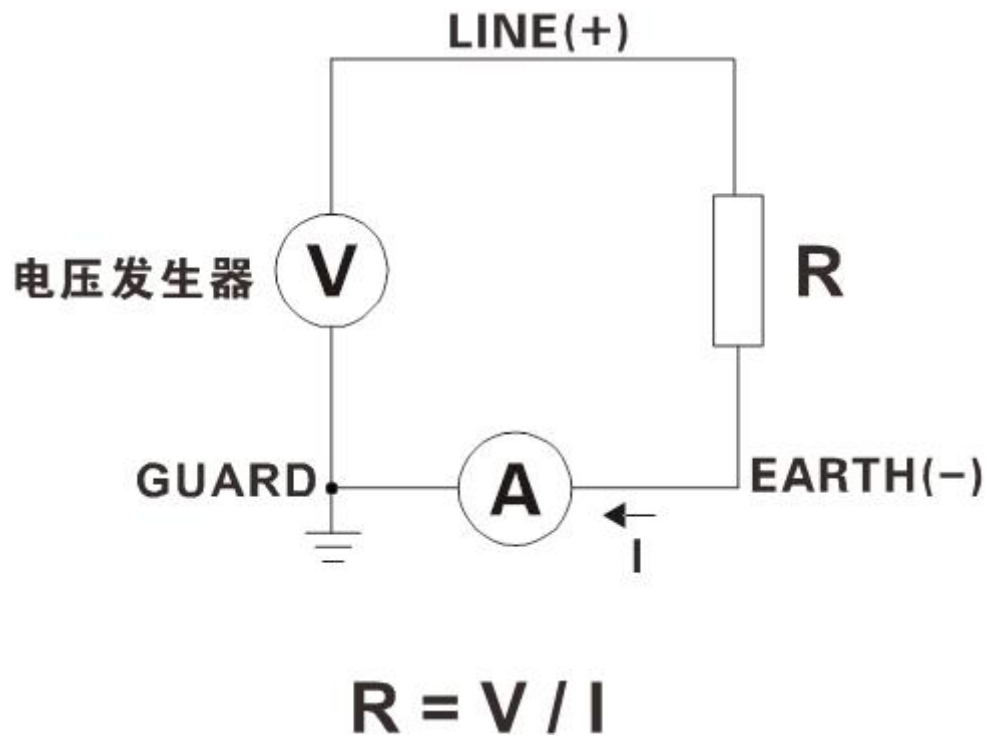 LINE(+)
电压发生器
V
R
GUARD
A
EARTH(−)
I
R = V / I